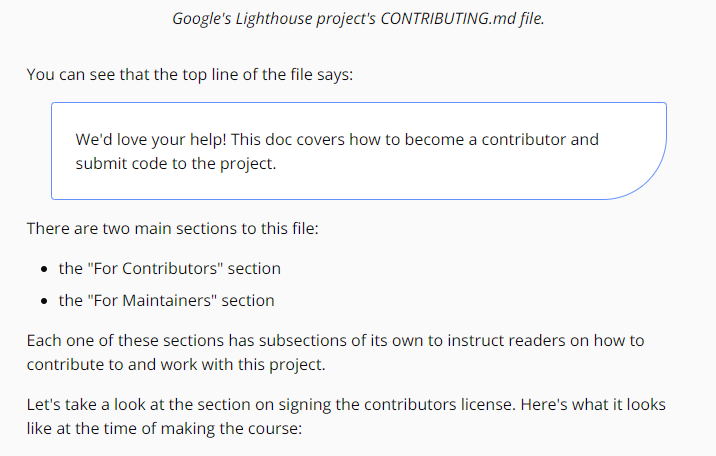 Google's Lighthouse project's CONTRIBUTING.md file.
You can see that the top line of the file says:
We'd love your help! This doc covers how to become a contributor and
submit code to the project.
There are two main sections to this file:
• the "For Contributors" section
• the "For Maintainers" section
Each one of these sections has subsections of its own to instruct readers on how to
contribute to and work with this project.
Let's take a look at the section on signing the contributors license. Here's what it looks
like at the time of making the course: